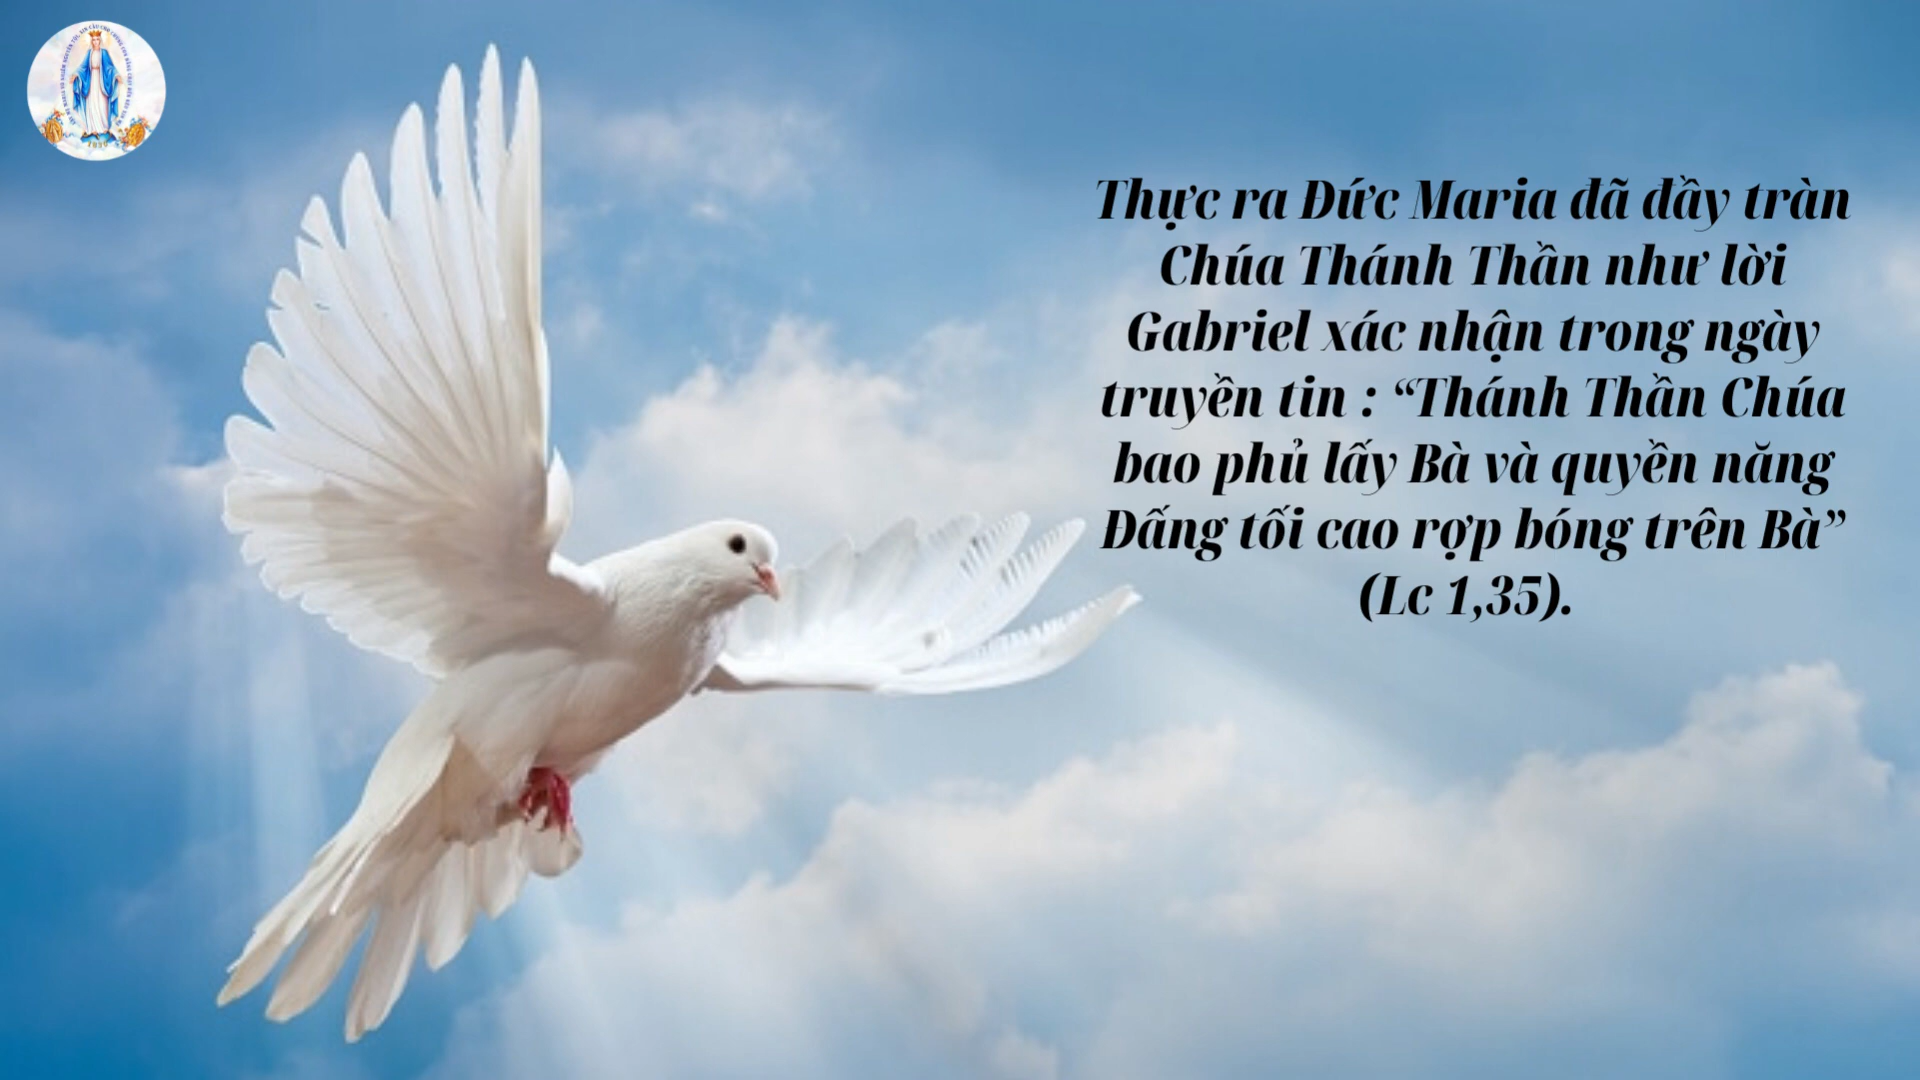 Thực ra Đức Maria đã đầy tràn
Chúa Thánh Thần như lời
Gabriel xác nhận trong ngày
truyền tin : “Thánh Thần Chúa
bao phủ lấy Bà và quyền năng
Đấng tối cao rợp bóng trên Bà”
(Lc 1,35).